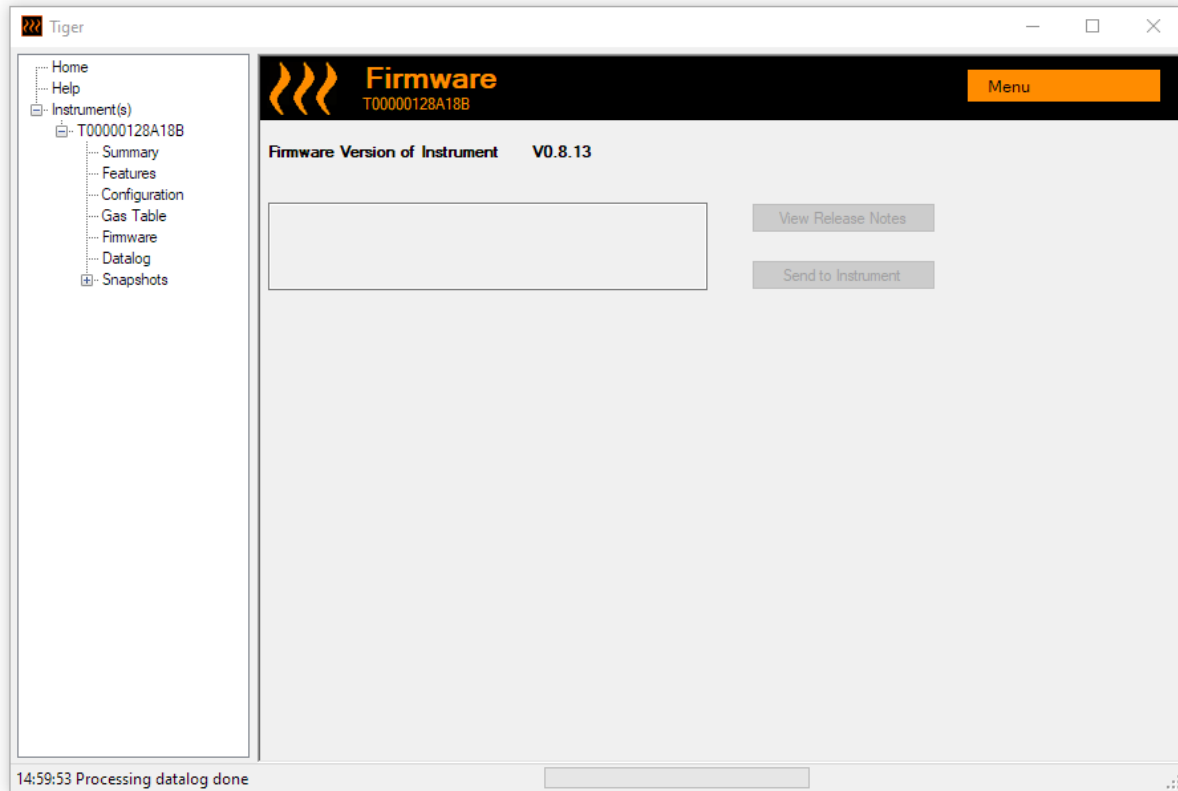 Tiger
Home
Help
Instrument(s)
T00000128A18B
Summary
Features
Configuration
Gas Table
Firmware
Datalog
Snapshots
Firmware
T00000128A18B
Menu
Firmware Version of Instrument V0.8.13
View Release Notes
Send to Instrument
14:59:53 Processing datalog done